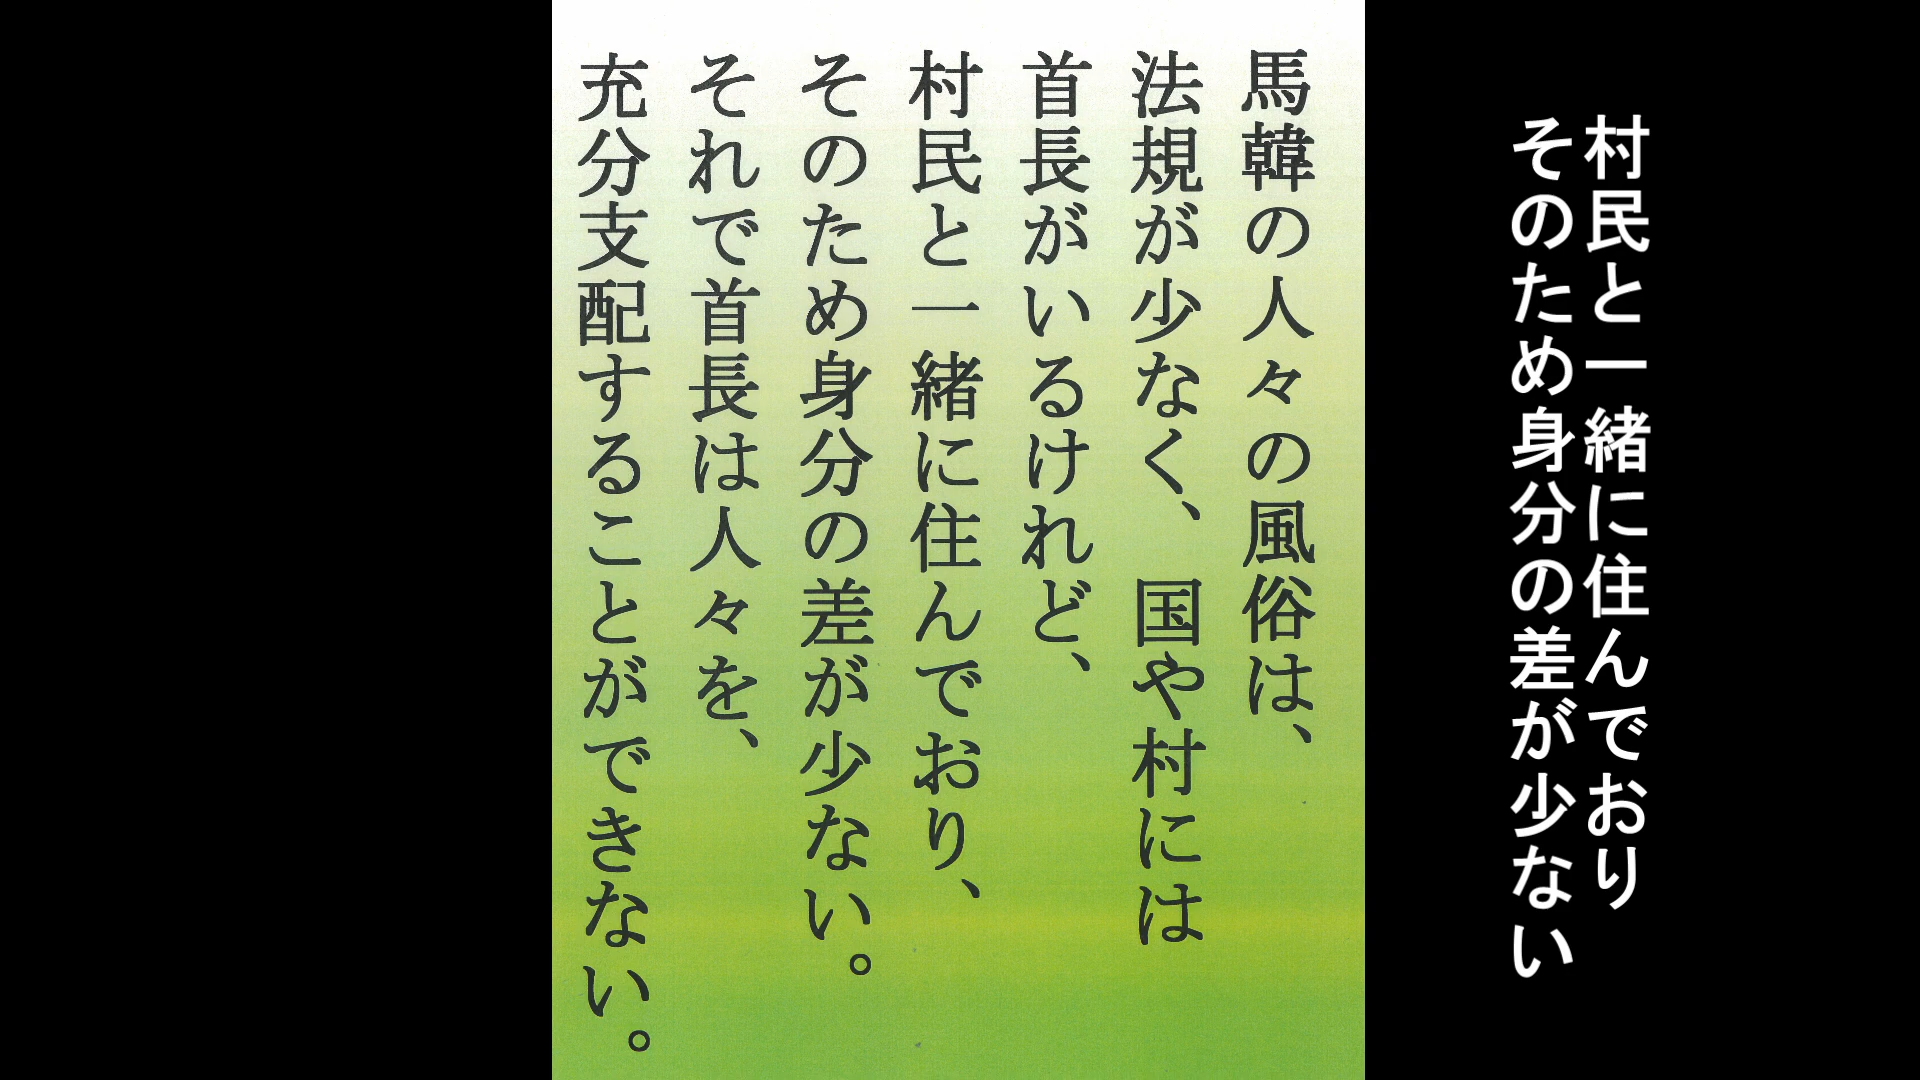 馬韓の人々の風俗は、
法規が少なく、国や村には
首長がいるけれど、
村民と一緒に住んでおり、
そのため身分の差が少ない。
それで首長は人々を、
充分支配することができない。
村民と一緒に住んでおり
そのため身分の差が少ない